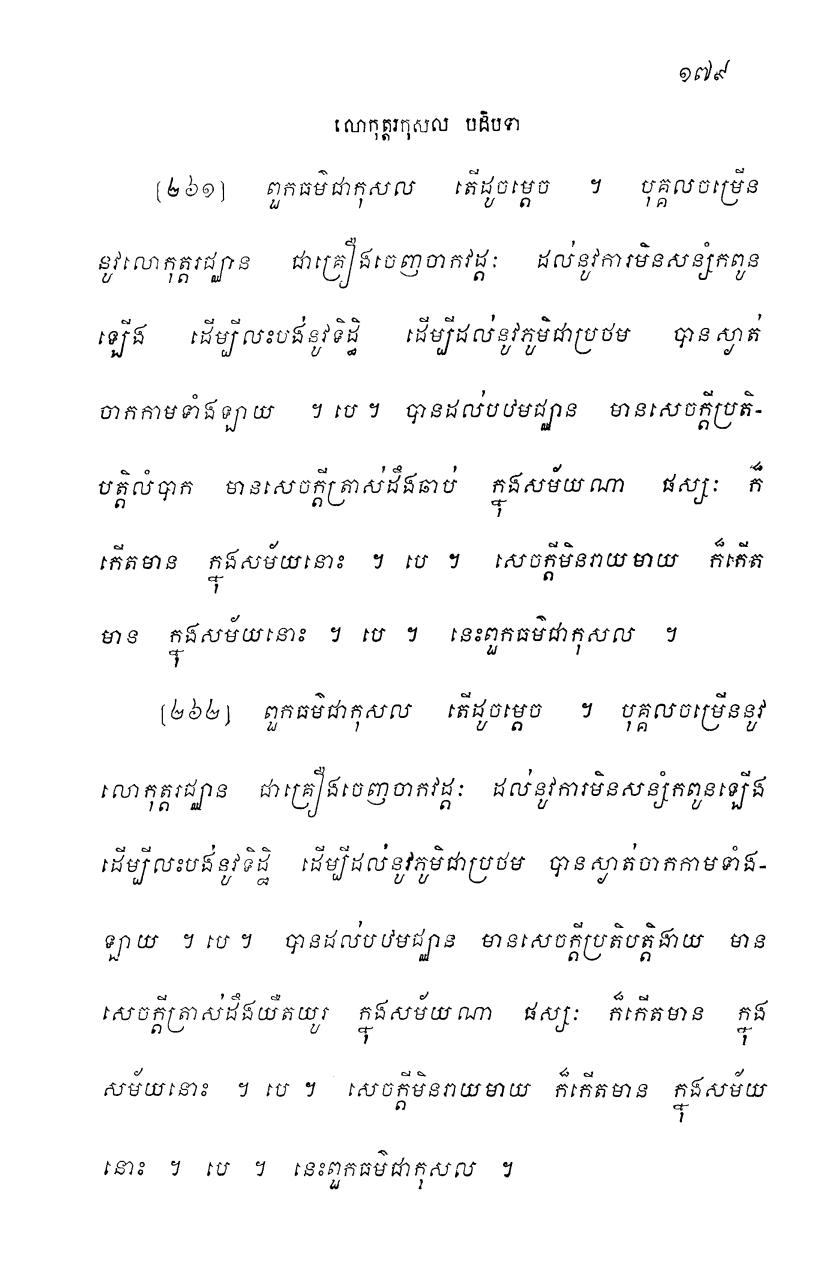 ១៧៩
លោកុត្តរកុសល បដិបទា
[២៦១] ពួកធម៌ជាកុសល តើដូចម្តេច ។ បុគ្គលចម្រើន
នូវលោកុត្តរជ្ឈាន ជាគ្រឿងចេញចាកវដ្តៈ ដល់នូវការមិនសន្សំកពូន
ឡើង ដើម្បីលះបង់នូវទិដ្ឋិ ដើម្បីដល់នូវភូមិជាប្រថម បានស្ងាត់
ចាកកាមទាំងឡាយ ។ បេ ។ បានដល់បឋមជ្ឈាន មានសេចក្តីប្រតិ-
បត្តិលំបាក មានសេចក្តីត្រាស់ដឹងឆាប់ ក្នុងសម័យណា ផស្សៈ ក៏
កើតមាន ក្នុងសម័យនោះ ។ បេ ។ សេចក្តីមិនរាយមាយ ក៏កើត
មាន ក្នុងសម័យនោះ ។ បេ ។ នេះពួកធម៌ជាកុសល ។
[២៦២] ពួកធម៌ជាកុសល តើដូចម្តេច ។ បុគ្គលចម្រើននូវ
លោកុត្តរជ្ឈាន ជាគ្រឿងចេញចាកវដ្តៈ ដល់នូវការមិនសន្សំកពូនឡើង
ដើម្បីលះបង់នូវទិដ្ឋិ ដើម្បីដល់នូវភូមិជាប្រថម បានស្ងាត់ចាកកាមទាំង-
ឡាយ ។ បេ ។ បានដល់បឋមជ្ឈាន មានសេចក្តីប្រតិបត្តិងាយ មាន
សេចក្តីត្រាស់ដឹងយឺតយូរ ក្នុងសម័យណា ផស្សៈ ក៏កើតមាន ក្នុង
សម័យនោះ ។ បេ ។ សេចក្តីមិនរាយមាយ ក៏កើតមាន ក្នុងសម័យ
នោះ ។ បេ ។ នេះពួកធម៌ជាកុសល ។